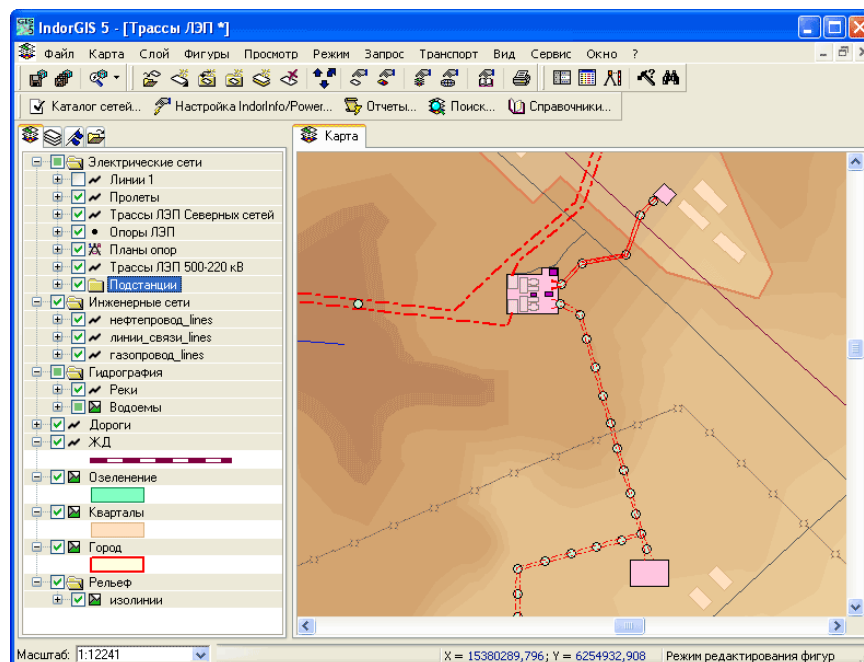 IndorGIS 5 - [Трассы ЛЭП *]
Файл Карта Слой Фигуры Просмотр Режим Запрос Транспорт Вид Сервис Окно ?
Каталог сетей... Настройка IndorInfo/Power... Отчеты... Поиск... Справочники...
Карта
Электрические сети
Линии 1
Пролеты
Трассы ЛЭП Северных сетей
Опоры ЛЭП
Планы опор
Трассы ЛЭП 500-220 кВ
Подстанции
Инженерные сети
нефтепровод_lines
линии_связи_lines
газопровод_lines
Гидрография
Реки
Водоемы
Дороги
ЖД
Озеленение
Кварталы
Город
Рельеф
изолинии
Масштаб: 1:12241 X = 15380289,796; Y = 6254932,908 Режим редактирования фигур